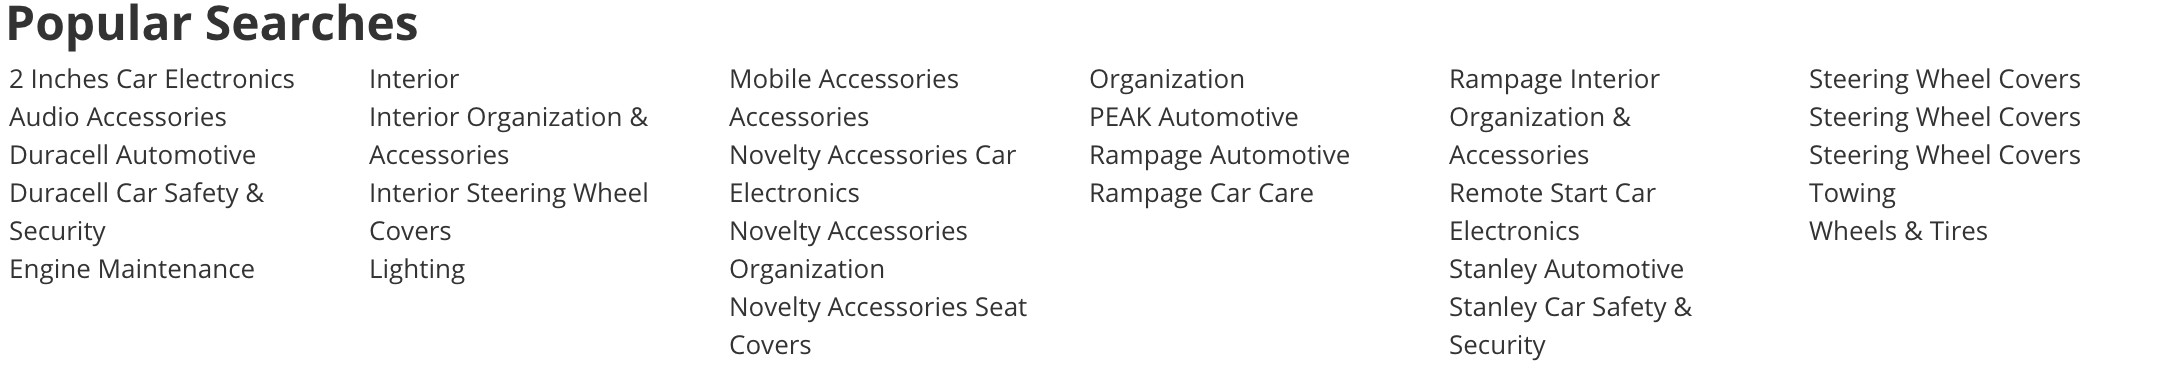 Popular Searches
2 Inches Car Electronics
Audio Accessories
Duracell Automotive
Duracell Car Safety &
Security
Engine Maintenance
Interior
Interior Organization &
Accessories
Interior Steering Wheel
Covers
Lighting
Mobile Accessories
Accessories
Novelty Accessories Car
Electronics
Novelty Accessories
Organization
Novelty Accessories Seat
Covers
Organization
PEAK Automotive
Rampage Automotive
Rampage Car Care
Rampage Interior
Organization &
Accessories
Remote Start Car
Electronics
Stanley Automotive
Stanley Car Safety &
Security
Steering Wheel Covers
Steering Wheel Covers
Steering Wheel Covers
Towing
Wheels & Tires